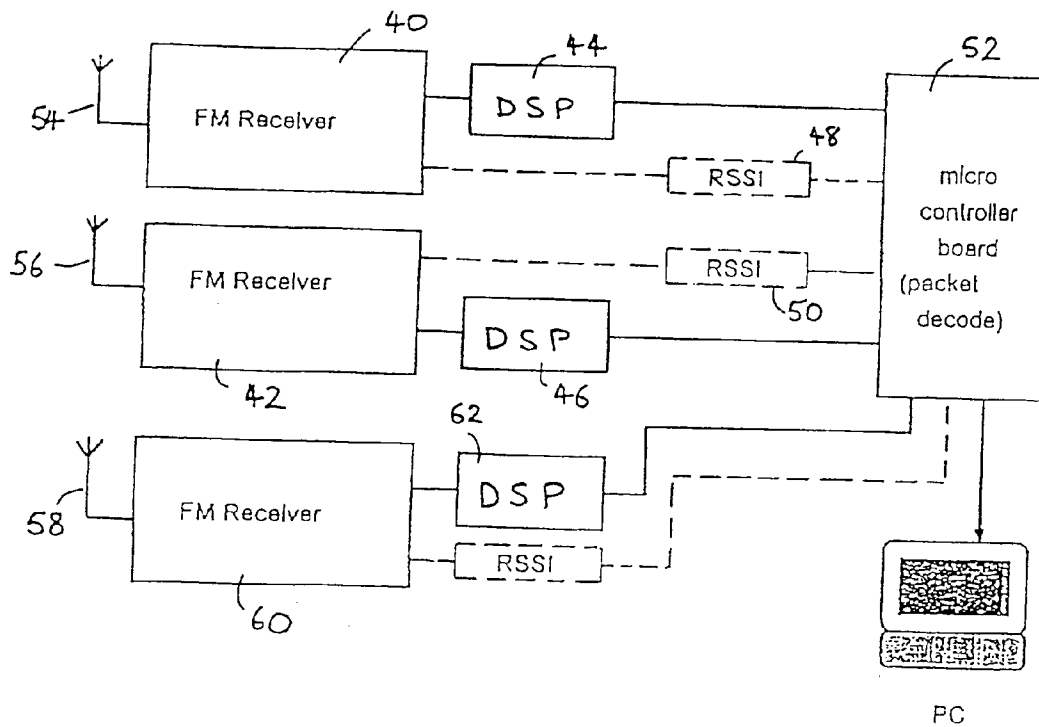 40
44
52
DSP
54
FM Receiver
48
RSSI
micro
controller
board
(packet
decode)
56
FM Receiver
RSSI
50
DSP
42
46
62
58
FM Receiver
DSP
RSSI
60
PC